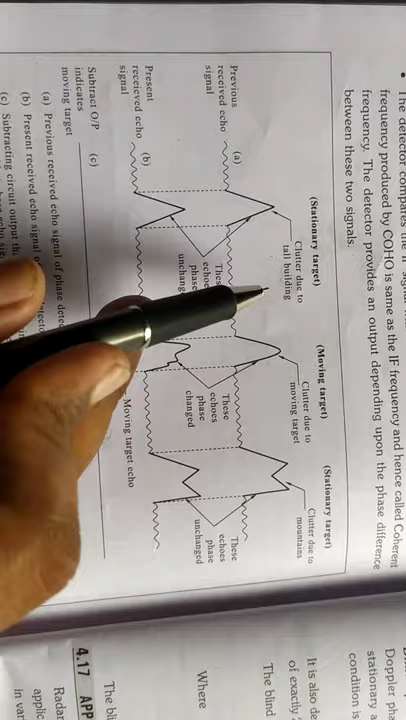 • The detector compares the IF signal
frequency produced by COHO is same as the IF frequency and hence called Coherent
frequency. The detector provides an output depending upon the phase difference
between these two signals.
(Stationary target)
Clutter due to
tall building
(Moving target)
Clutter due to
moving target
(Stationary target)
Clutter due to
mountains
Previous
received echo
signal
(a)
echoes
phase
These
echoes
phase
changed
These
echoes
phase
unchanged
Present
receieved echo
signal
(b)
Subtract O/P
indicates
moving target
(c)
Moving target echo
(a) Previous received echo signal of phase
(b) Present received echo signal
(c) Subtracting circuit output
Doppler
stationary
condition is
It is also
of exactly
The blind
Where
The
4.17 APP
Radar
applic
in var